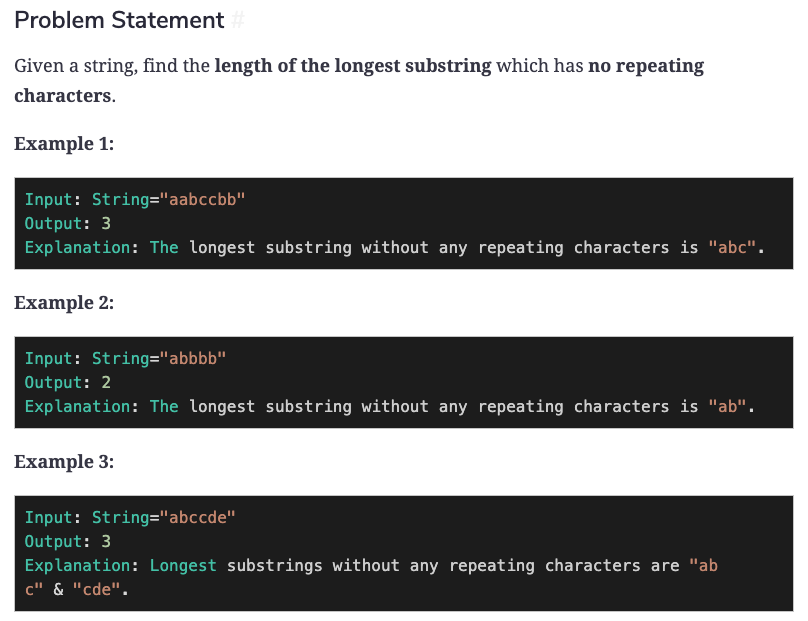 Problem Statement #
Given a string, find the length of the longest substring which has no repeating
characters.
Example 1:
Input: String="aabccbb"
Output: 3
Explanation: The longest substring without any repeating characters is "abc".
Example 2:
Input: String="abbbb"
Output: 2
Explanation: The longest substring without any repeating characters is "ab".
Example 3:
Input: String="abccde"
Output: 3
Explanation: Longest substrings without any repeating characters are "ab
c" & "cde".